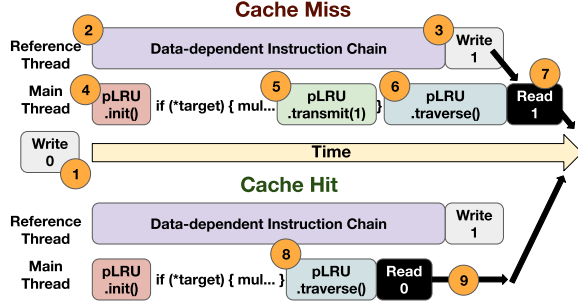 Cache Miss
2
3
Reference
Thread
Data-dependent Instruction Chain
Write
1
7
4
5
6
Main
Thread
pLRU
.init()
if (*target) { mul...
pLRU
.transmit(1)
}
pLRU
.traverse()
Read
1
Write
0
1
Time
Cache Hit
Reference
Thread
Data-dependent Instruction Chain
Write
1
8
Main
Thread
pLRU
.init()
if (*target) { mul... }
pLRU
.traverse()
Read
0
9